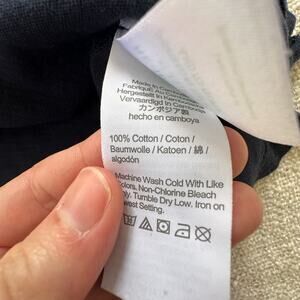 Made in Cambodia
Fabriqué Au Cambodge
Hergestellt in Kambodscha
Vervaardigd in Cambodja
カンボジア製
hecho en camboya
100% Cotton / Coton /
Baumwolle / Katoen / 綿 /
algodón
Machine Wash Cold With Like
Colors. Non-Chlorine Bleach
Only. Tumble Dry Low. Iron on
Lowest Setting.